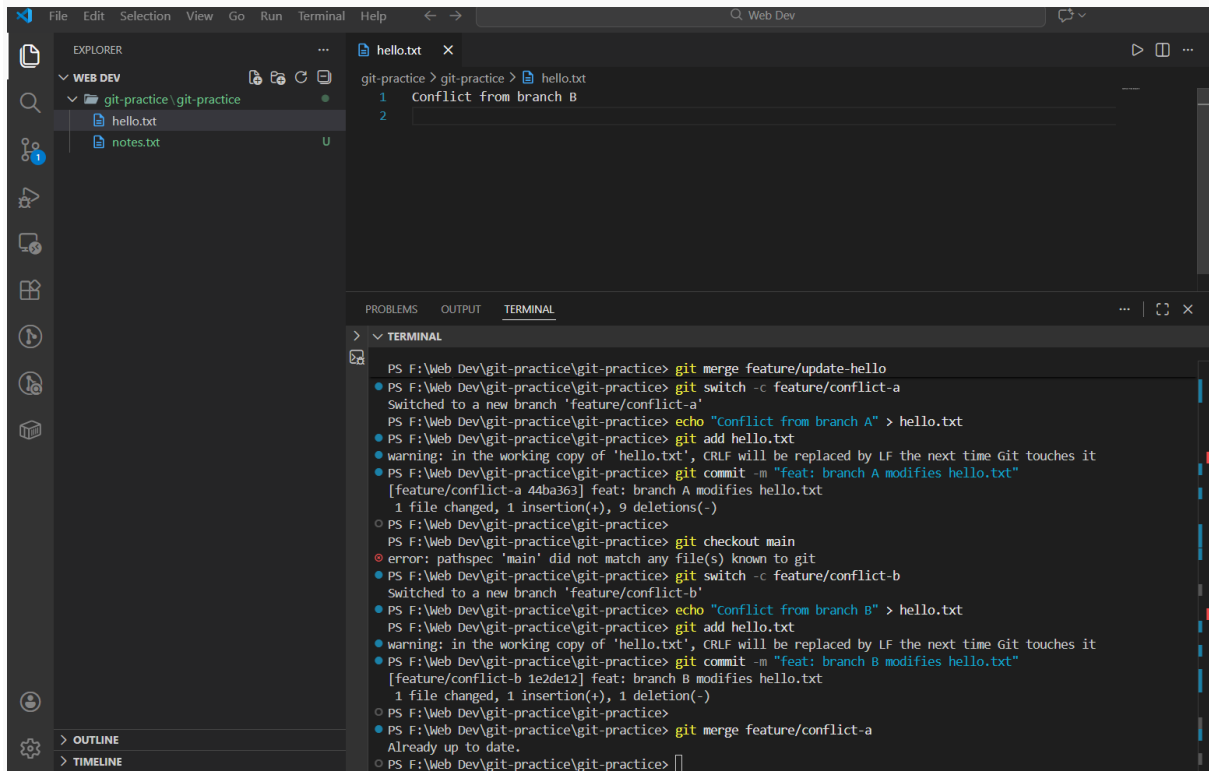 File Edit Selection View Go Run Terminal Help
Web Dev
EXPLORER
WEB DEV
git-practice \ git-practice
hello.txt
notes.txt U
1
hello.txt
git-practice > git-practice > hello.txt
1 Conflict from branch B
2
PROBLEMS OUTPUT TERMINAL
TERMINAL
PS F:\Web Dev\git-practice\git-practice> git merge feature/update-hello
PS F:\Web Dev\git-practice\git-practice> git switch -c feature/conflict-a
Switched to a new branch 'feature/conflict-a'
PS F:\Web Dev\git-practice\git-practice> echo "Conflict from branch A" > hello.txt
PS F:\Web Dev\git-practice\git-practice> git add hello.txt
warning: in the working copy of 'hello.txt', CRLF will be replaced by LF the next time Git touches it
PS F:\Web Dev\git-practice\git-practice> git commit -m "feat: branch A modifies hello.txt"
[feature/conflict-a 44ba363] feat: branch A modifies hello.txt
1 file changed, 1 insertion(+), 9 deletions(-)
PS F:\Web Dev\git-practice\git-practice>
PS F:\Web Dev\git-practice\git-practice> git checkout main
error: pathspec 'main' did not match any file(s) known to git
PS F:\Web Dev\git-practice\git-practice> git switch -c feature/conflict-b
Switched to a new branch 'feature/conflict-b'
PS F:\Web Dev\git-practice\git-practice> echo "Conflict from branch B" > hello.txt
PS F:\Web Dev\git-practice\git-practice> git add hello.txt
warning: in the working copy of 'hello.txt', CRLF will be replaced by LF the next time Git touches it
PS F:\Web Dev\git-practice\git-practice> git commit -m "feat: branch B modifies hello.txt"
[feature/conflict-b 1e2de12] feat: branch B modifies hello.txt
1 file changed, 1 insertion(+), 1 deletion(-)
PS F:\Web Dev\git-practice\git-practice>
PS F:\Web Dev\git-practice\git-practice> git merge feature/conflict-a
Already up to date.
PS F:\Web Dev\git-practice\git-practice>
OUTLINE
TIMELINE